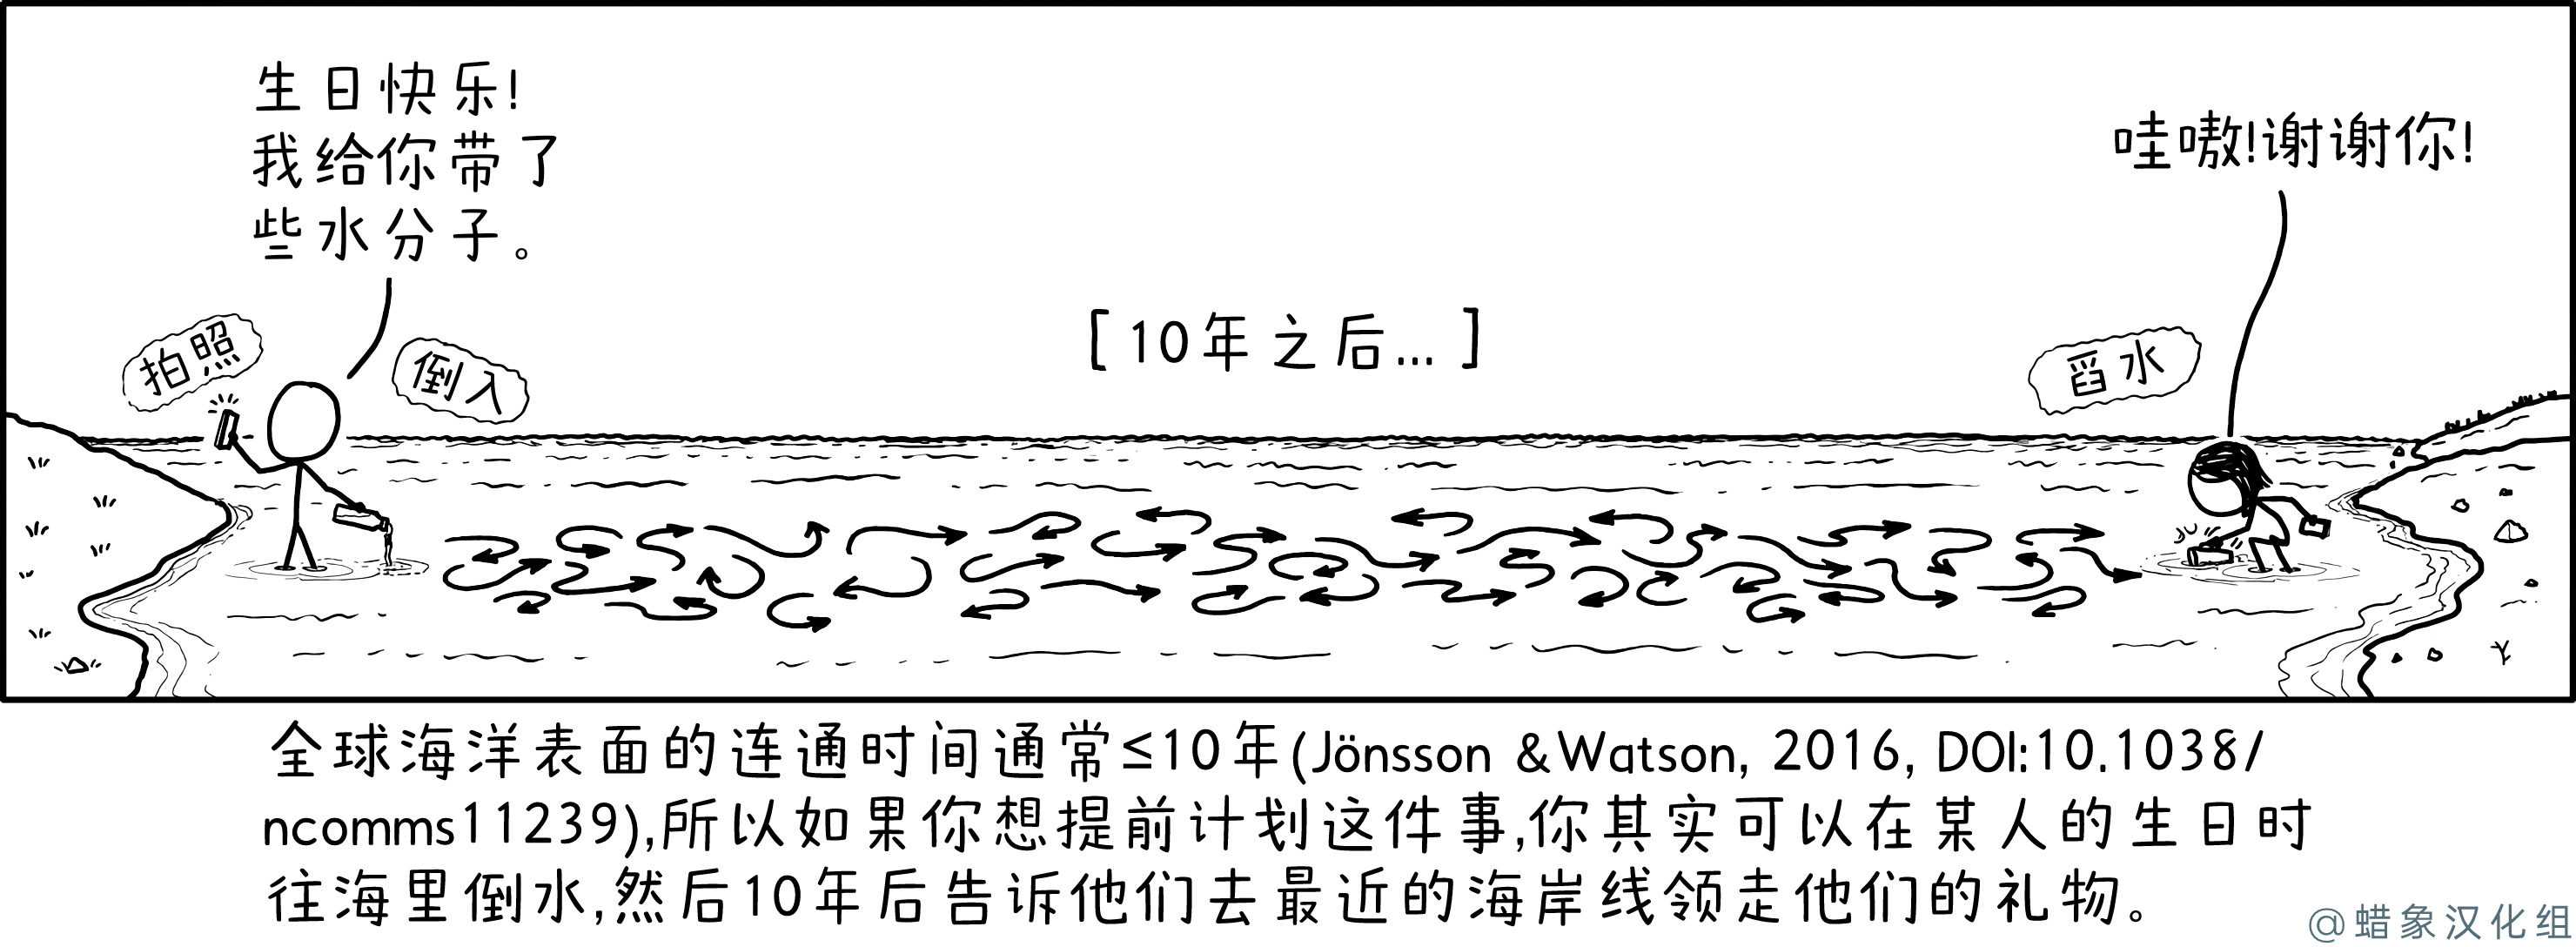 生日快乐!
我给你带了
些水分子。
拍照
倒入
[10年之后...]
哇嗷!谢谢你!
舀水
全球海洋表面的连通时间通常≤10年(Jönsson &Watson, 2016, DOI:10.1038/
ncomms11239),所以如果你想提前计划这件事,你其实可以在某人的生日时
往海里倒水,然后10年后告诉他们去最近的海岸线领走他们的礼物。
@蜡象汉化组